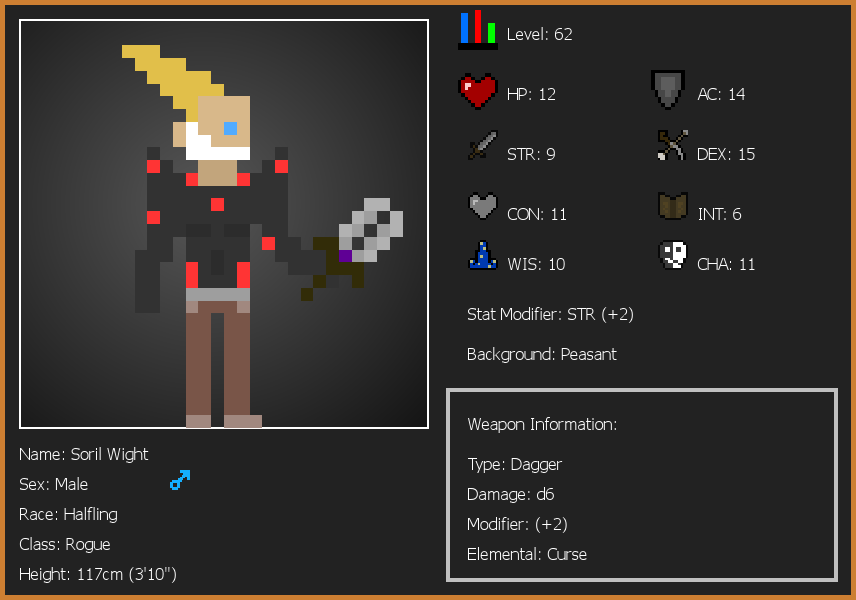 Level: 62
HP: 12
AC: 14
STR: 9
DEX: 15
CON: 11
INT: 6
WIS: 10
CHA: 11
Stat Modifier: STR (+2)
Background: Peasant
Weapon Information:
Type: Dagger
Damage: d6
Modifier: (+2)
Elemental: Curse
Name: Soril Wight
Sex: Male
Race: Halfling
Class: Rogue
Height: 117cm (3'10")